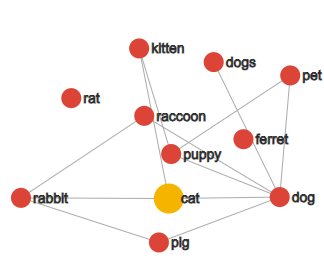 kitten
dogs
pet
rat
raccoon
ferret
puppy
rabbit
cat
dog
pig